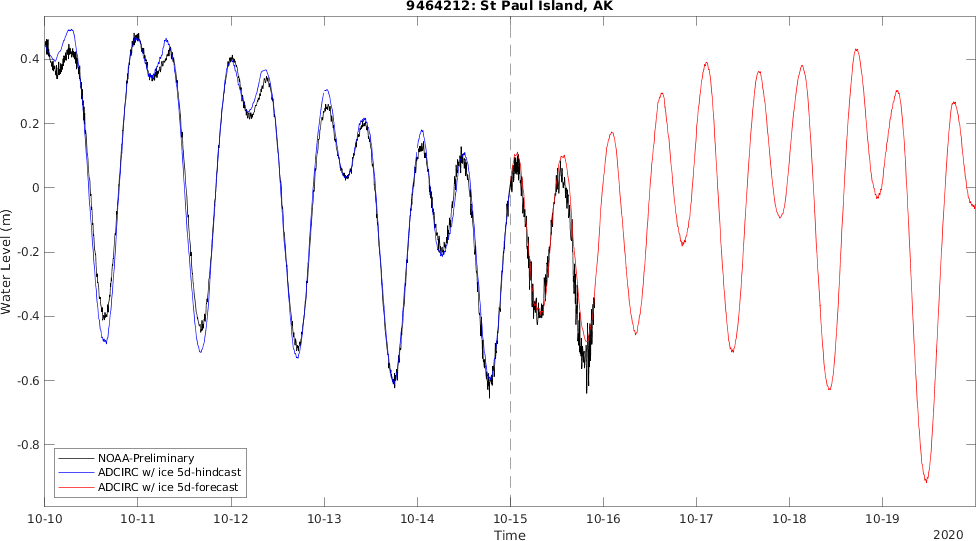 9464212: St Paul Island, AK
Water Level (m)
0.4
0.2
0
-0.2
-0.4
-0.6
-0.8
NOAA-Preliminary
ADCIRC w/ ice 5d-hindcast
ADCIRC w/ ice 5d-forecast
10-10 10-11 10-12 10-13 10-14 10-15 10-16 10-17 10-18 10-19
Time
2020